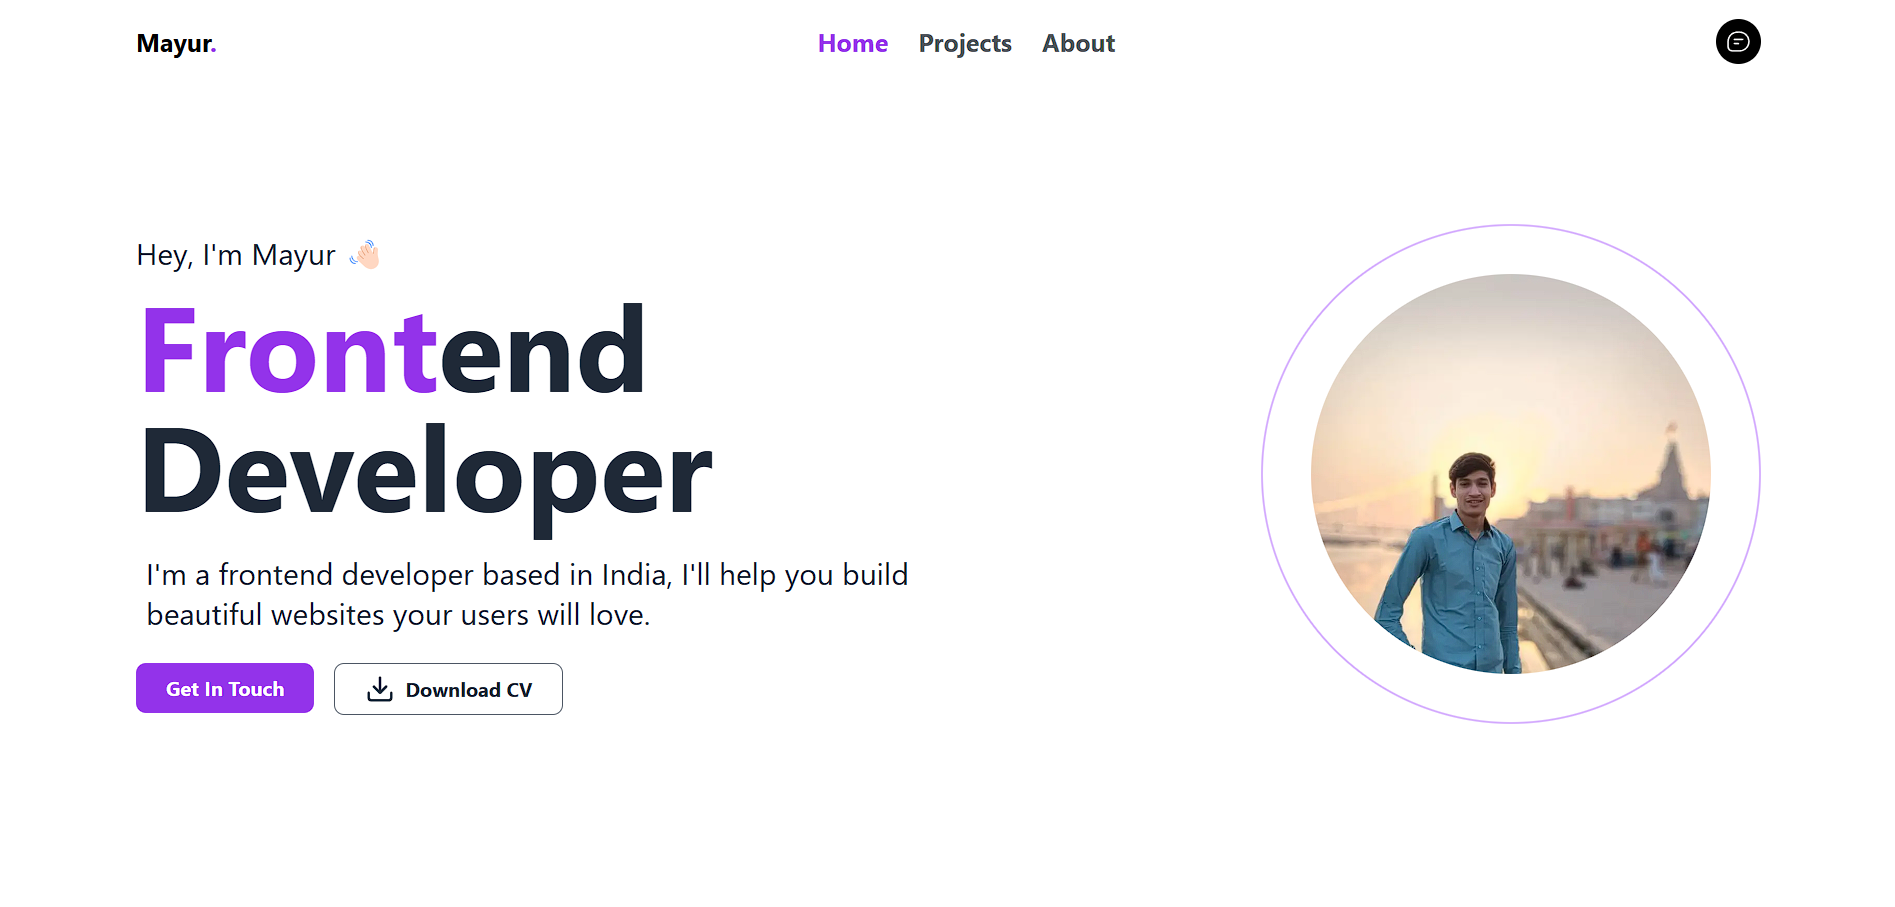 Mayur.
Home Projects About
Hey, I'm Mayur 👋🏻
Frontend
Developer
I'm a frontend developer based in India, I'll help you build
beautiful websites your users will love.
Get In Touch
Download CV